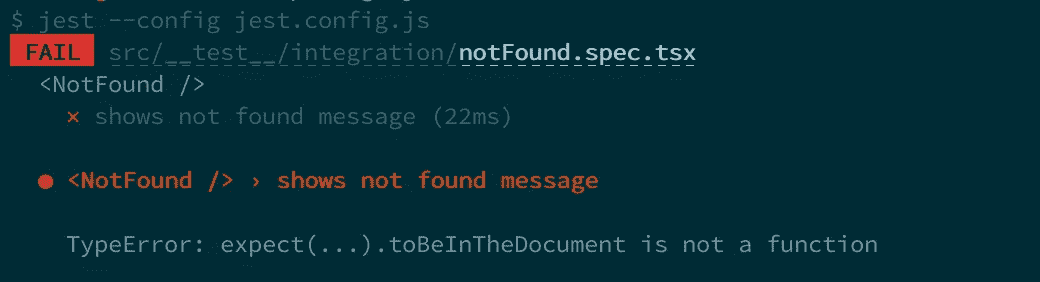 $ jest --config jest.config.js
FAIL src/__test__/integration/notFound.spec.tsx
<NotFound />
× shows not found message (22ms)
● <NotFound /> › shows not found message
TypeError: expect(...).toBeInTheDocument is not a function